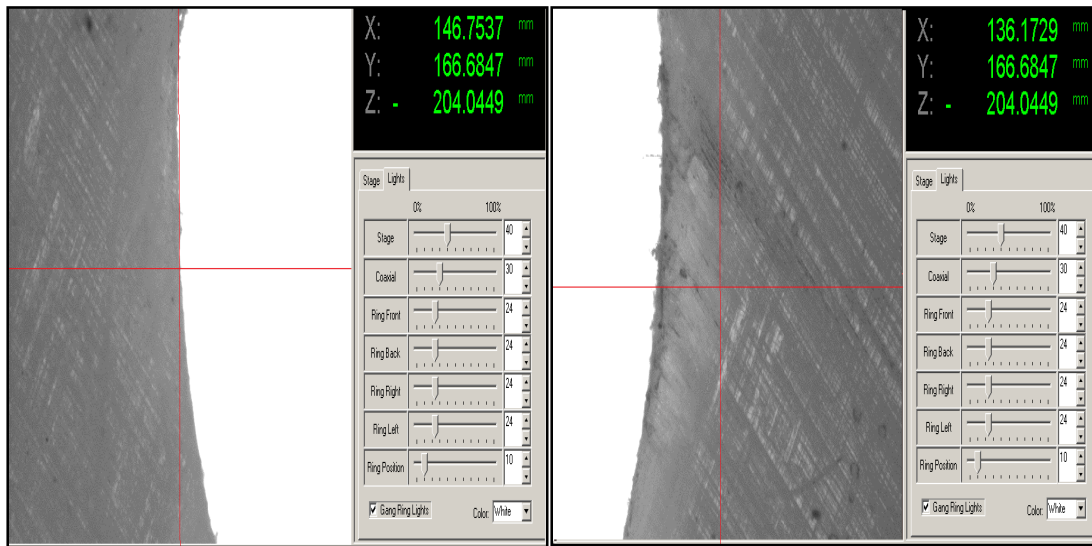 X: 146.7537 mm
Y: 166.6847 mm
Z: - 204.0449 mm
Stage Lights
0% 100%
Stage 40
Coaxial 30
Ring Front 24
Ring Back 24
Ring Right 24
Ring Left 24
Ring Position 10
Gang Ring Lights Color: White
X: 136.1729 mm
Y: 166.6847 mm
Z: - 204.0449 mm
Stage Lights
0% 100%
Stage 40
Coaxial 30
Ring Front 24
Ring Back 24
Ring Right 24
Ring Left 24
Ring Position 10
Gang Ring Lights Color: White